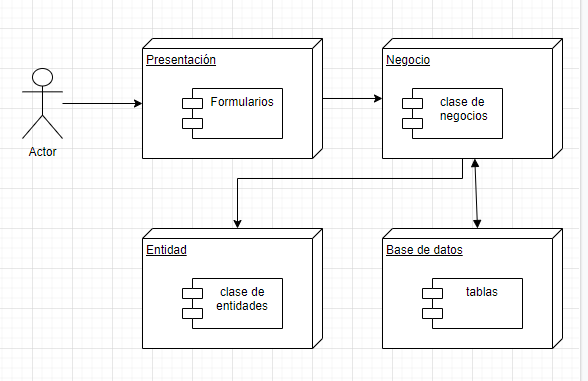 Presentación
Negocio
Formularios
clase de
negocios
Actor
Entidad
Base de datos
clase de
entidades
tablas